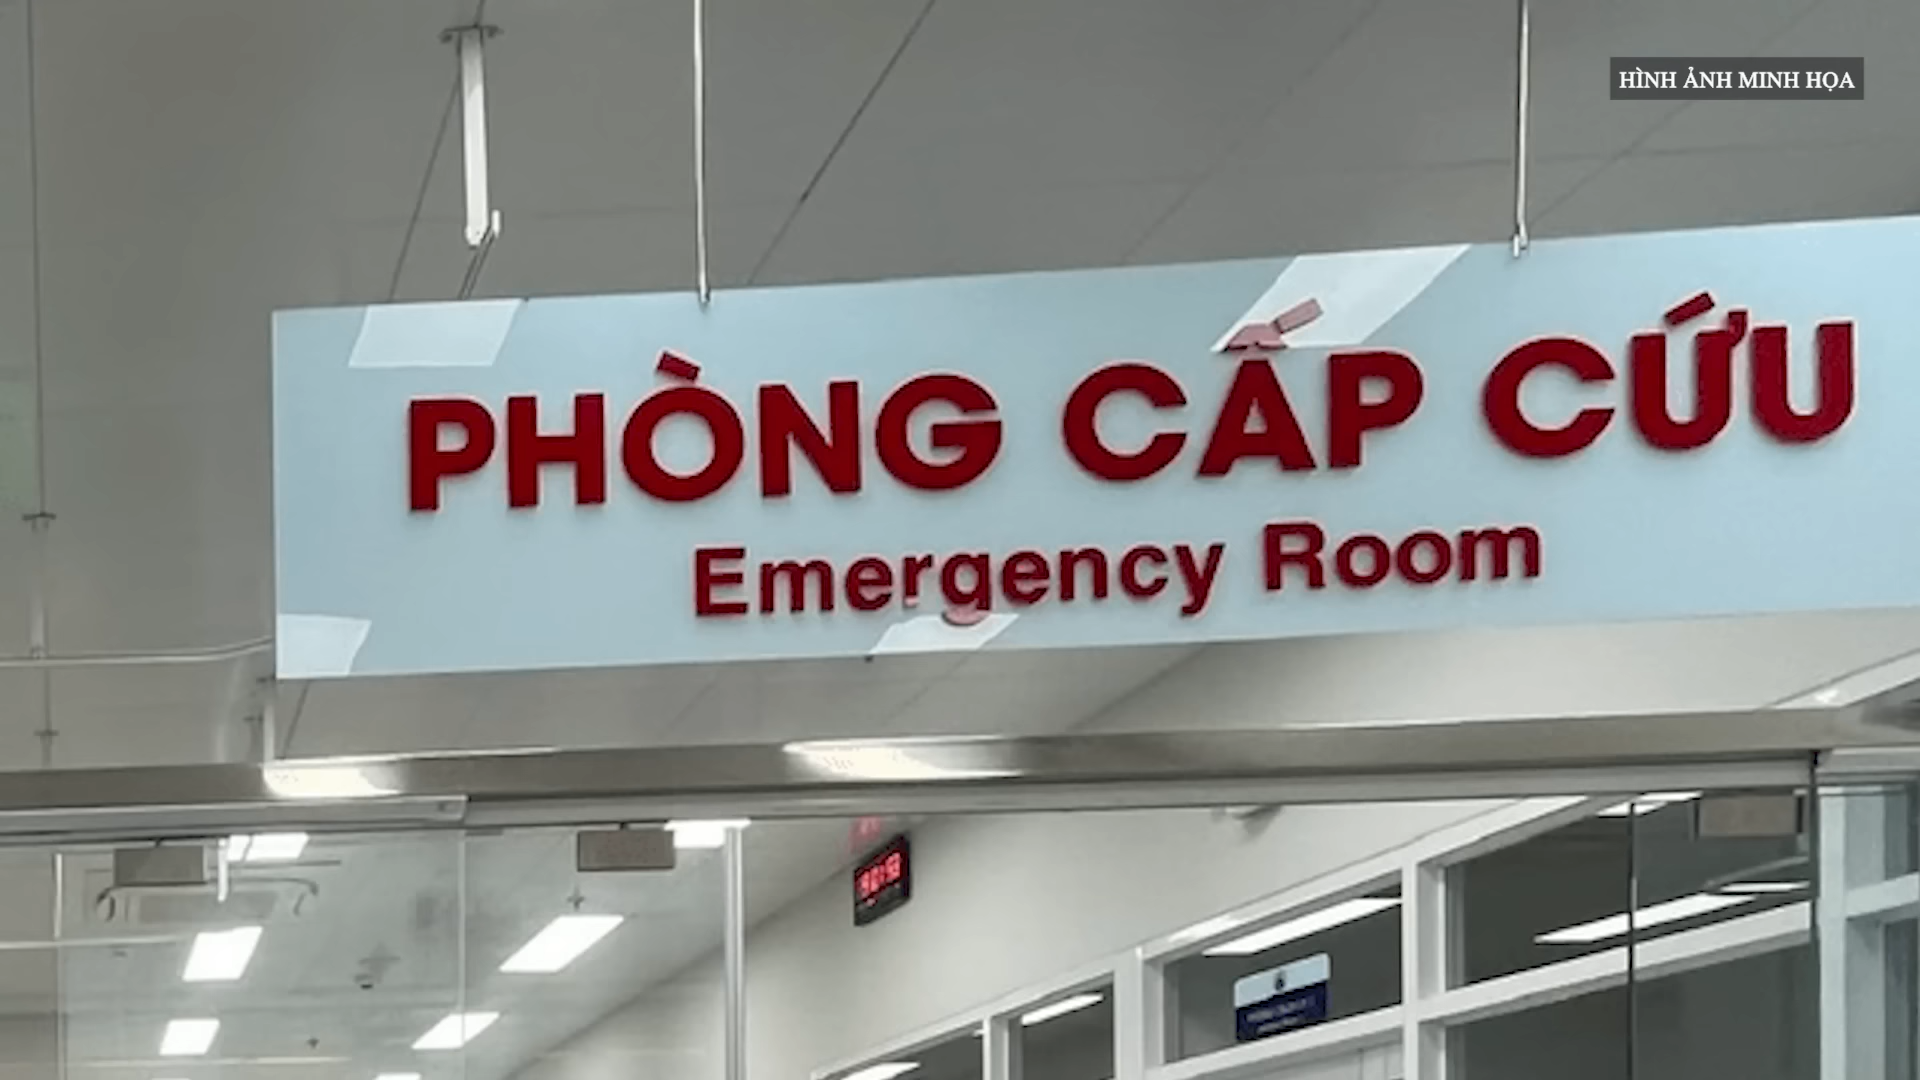 HÌNH ẢNH MINH HỌA
PHÒNG CẤP CỨU
Emergency Room